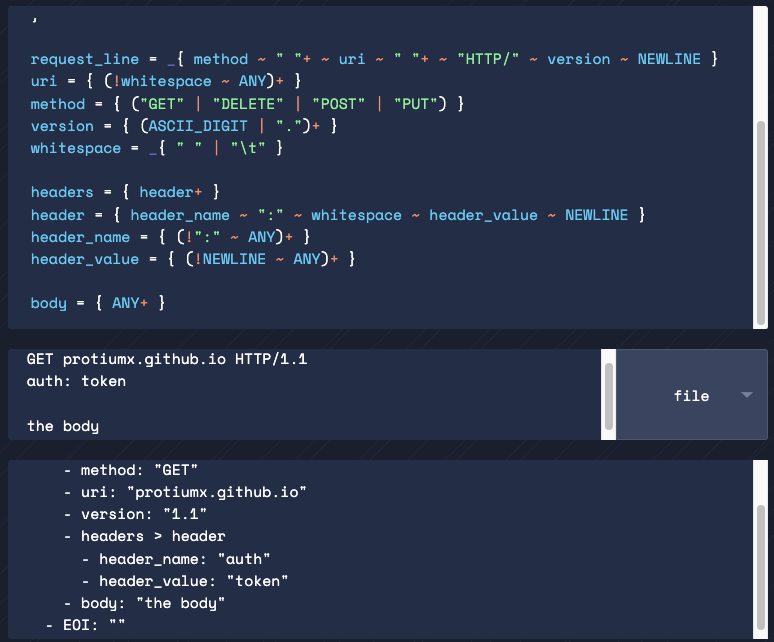 request_line = _{ method ~ " "+ ~ uri ~ " "+ ~ "HTTP/" ~ version ~ NEWLINE }
uri = { (!whitespace ~ ANY)+ }
method = { ("GET" | "DELETE" | "POST" | "PUT") }
version = { (ASCII_DIGIT | ".")+ }
whitespace = _{ " " | "\t" }

headers = { header+ }
header = { header_name ~ ":" ~ whitespace ~ header_value ~ NEWLINE }
header_name = { (!":" ~ ANY)+ }
header_value = { (!NEWLINE ~ ANY)+ }

body = { ANY+ }

GET protiumx.github.io HTTP/1.1
auth: token

the body
file

- method: "GET"
- uri: "protiumx.github.io"
- version: "1.1"
- headers > header
- header_name: "auth"
- header_value: "token"
- body: "the body"
- EOI: ""